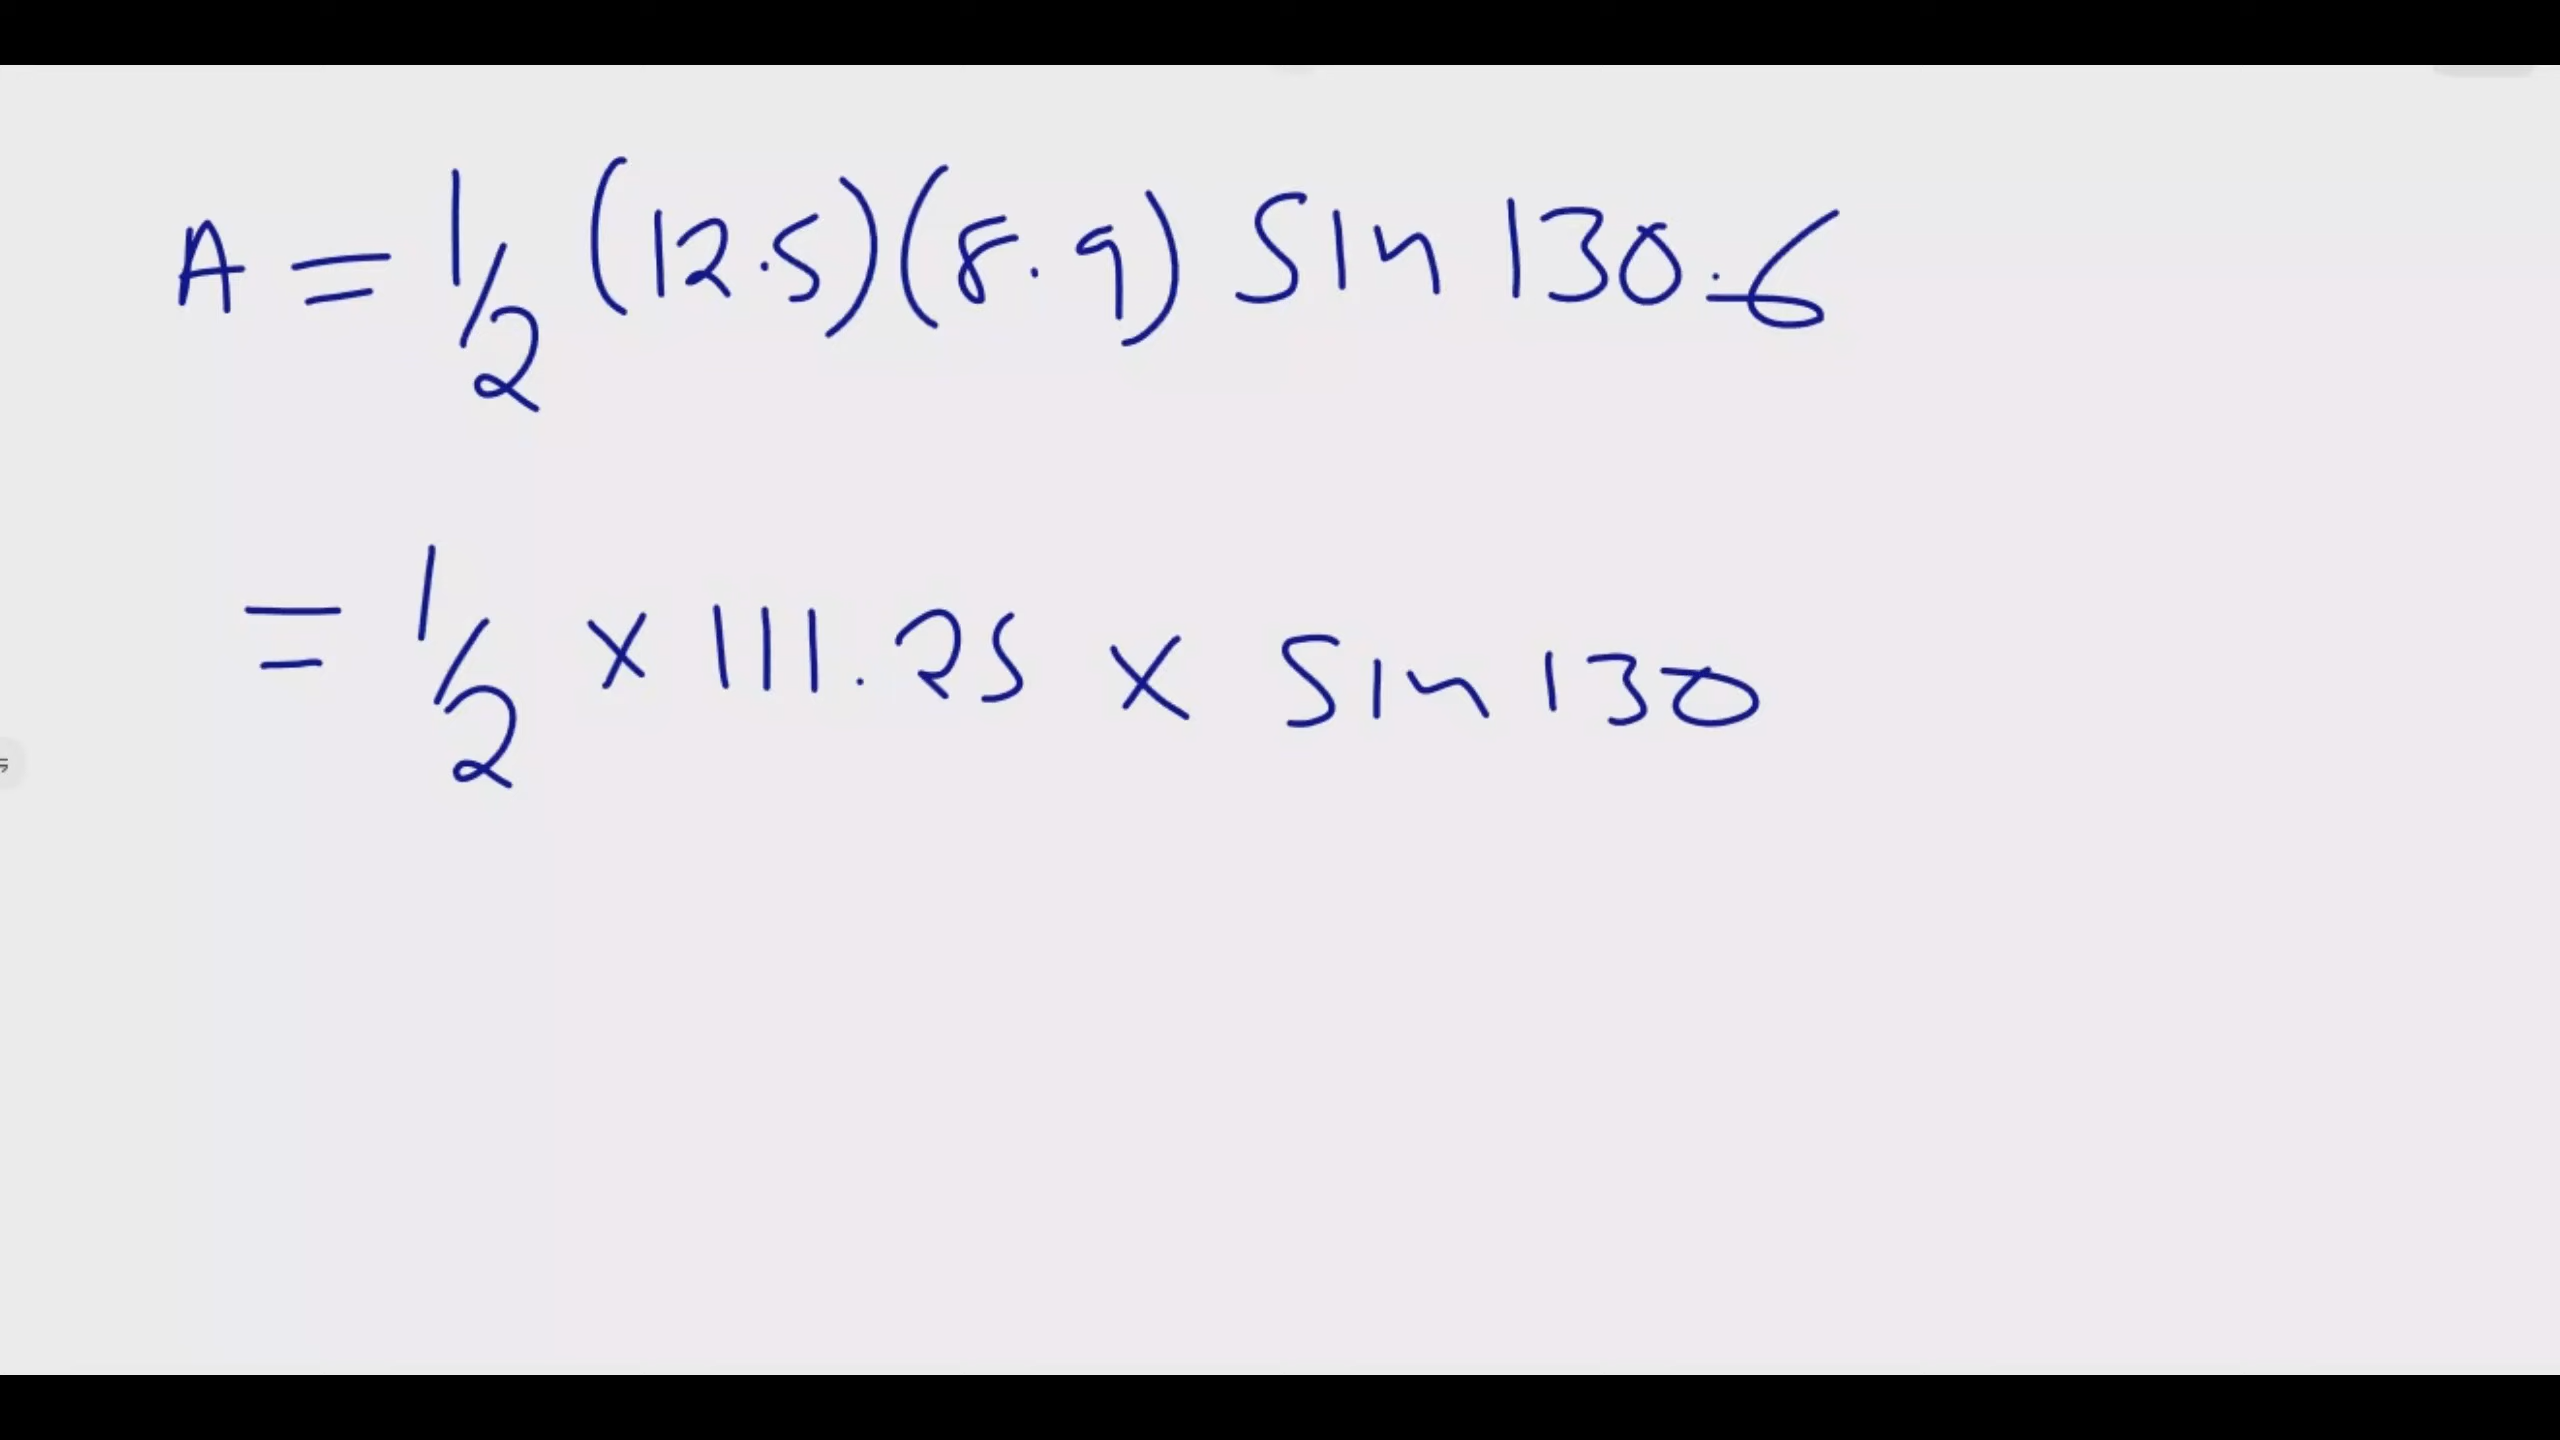 A = 1/2 (12.5)(8.9) Sin 130.6
= 1/2 × 111.25 × Sin 130